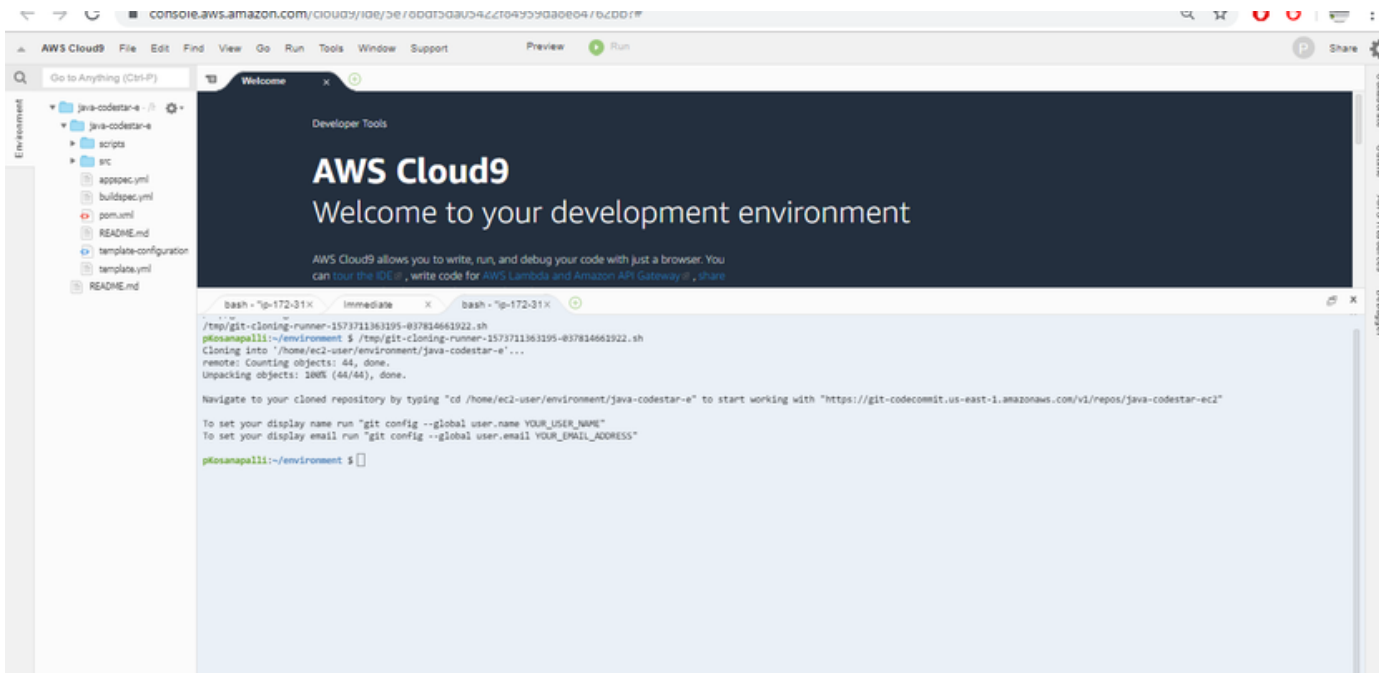 console.aws.amazon.com/cloud9/ide/
AWS Cloud9 File Edit Find View Go Run Tools Window Support Preview Run P Share
Go to Anything (Ctrl-P)
Welcome x
Environment
java-codestar-e
java-codestar-e
scripts
src
appspec.yml
buildspec.yml
pom.xml
README.md
template-configuration
template.yml
README.md
Developer Tools
AWS Cloud9
Welcome to your development environment
AWS Cloud9 allows you to write, run, and debug your code with just a browser. You
can tour the IDE , write code for AWS Lambda and Amazon API Gateway , share
bash - "ip-172-31 x Immediate x bash - "ip-172-31 x
/tmp/git-cloning-runner-1573711363195-037814661922.sh
pKosanapalli:~/environment $ /tmp/git-cloning-runner-1573711363195-037814661922.sh
Cloning into '/home/ec2-user/environment/java-codestar-e'...
remote: Counting objects: 44, done.
Unpacking objects: 100% (44/44), done.
Navigate to your cloned repository by typing "cd /home/ec2-user/environment/java-codestar-e" to start working with "https://git-codecommit.us-east-1.amazonaws.com/v1/repos/java-codestar-ec2"
To set your display name run "git config --global user.name YOUR_USER_NAME"
To set your display email run "git config --global user.email YOUR_EMAIL_ADDRESS"
pKosanapalli:~/environment $